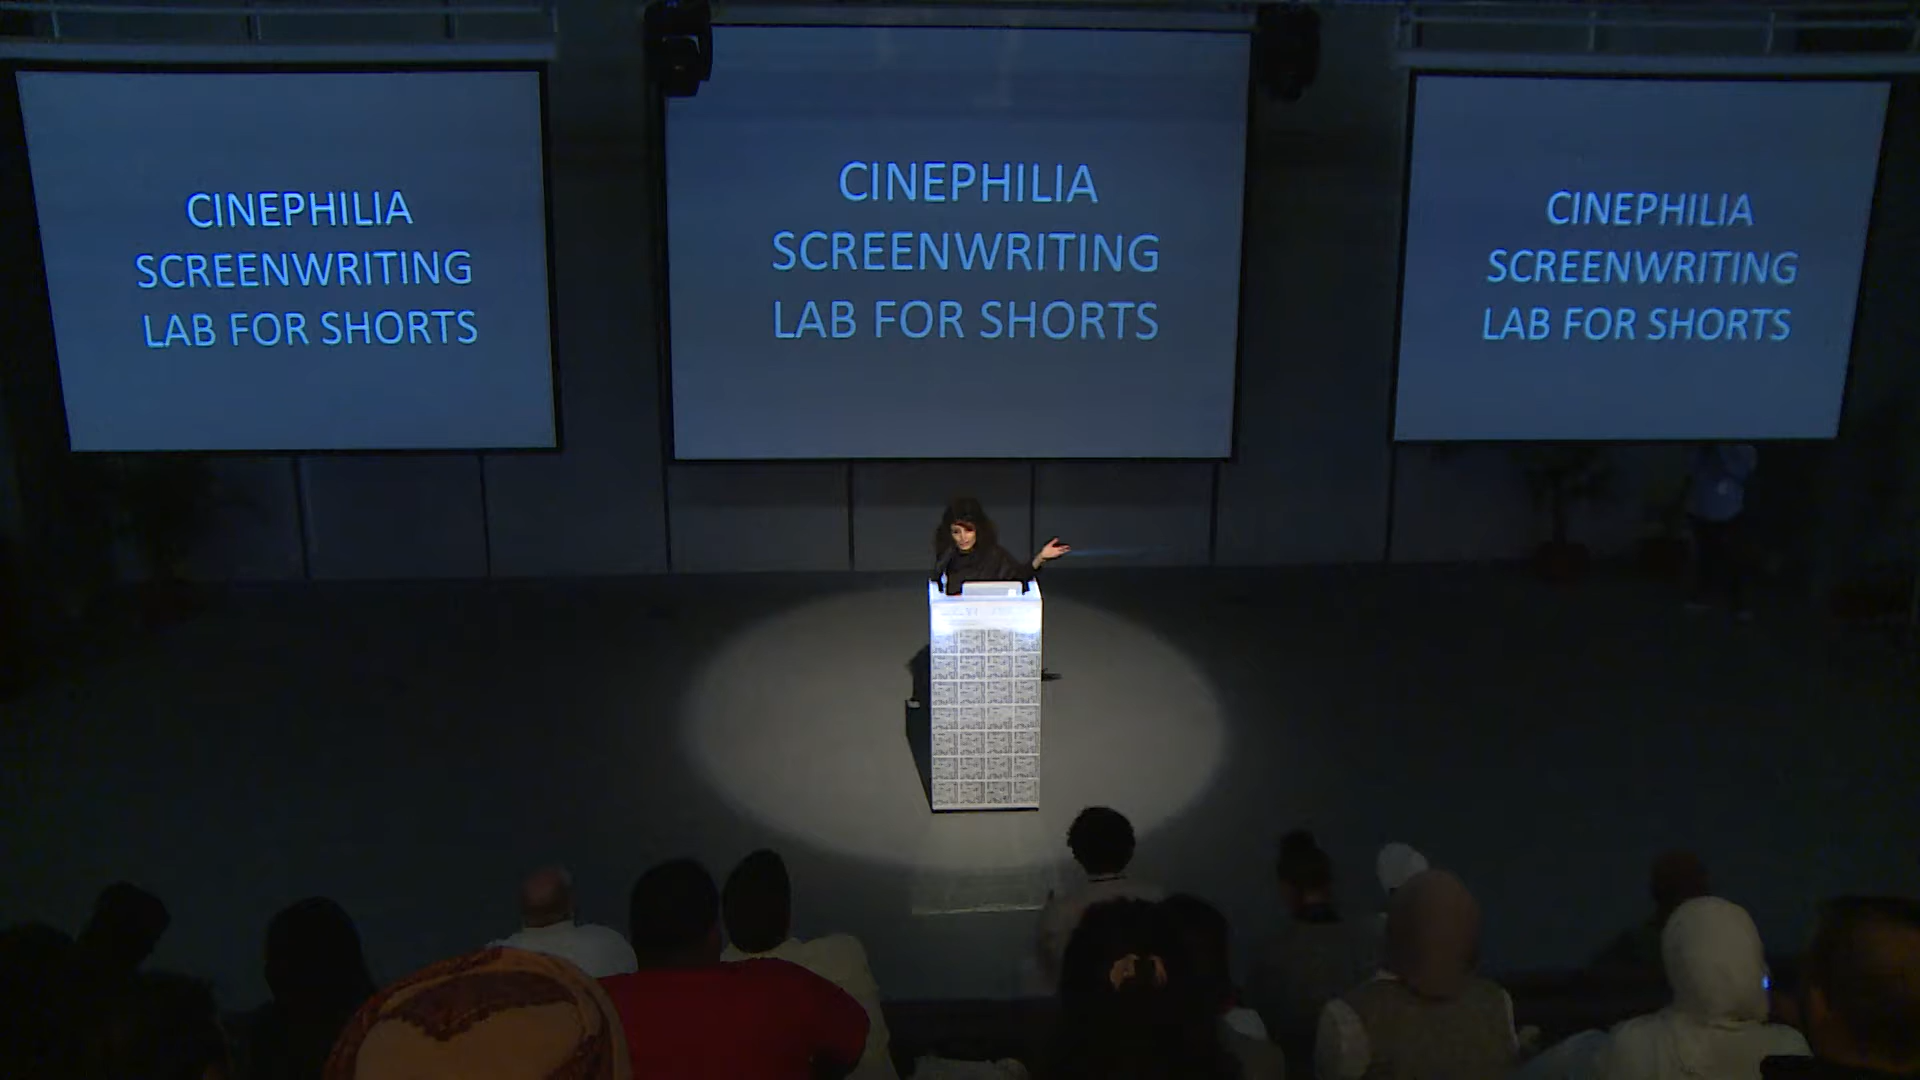 CINEPHILIA
SCREENWRITING
LAB FOR SHORTS
CINEPHILIA
SCREENWRITING
LAB FOR SHORTS
CINEPHILIA
SCREENWRITING
LAB FOR SHORTS